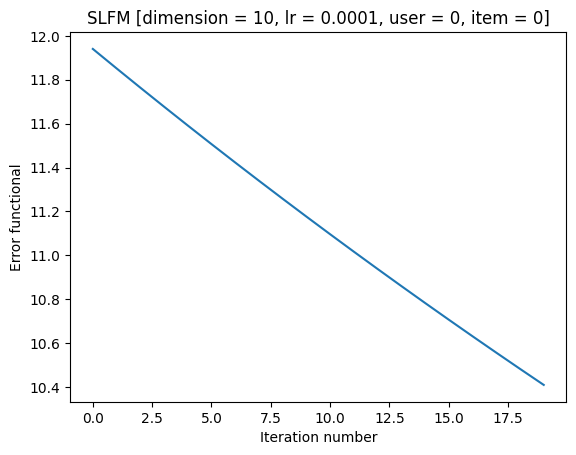 SLFM [dimension = 10, lr = 0.0001, user = 0, item = 0]
12.0
11.8
11.6
11.4
11.2
11.0
10.8
10.6
10.4
Error functional
0.0 2.5 5.0 7.5 10.0 12.5 15.0 17.5
Iteration number